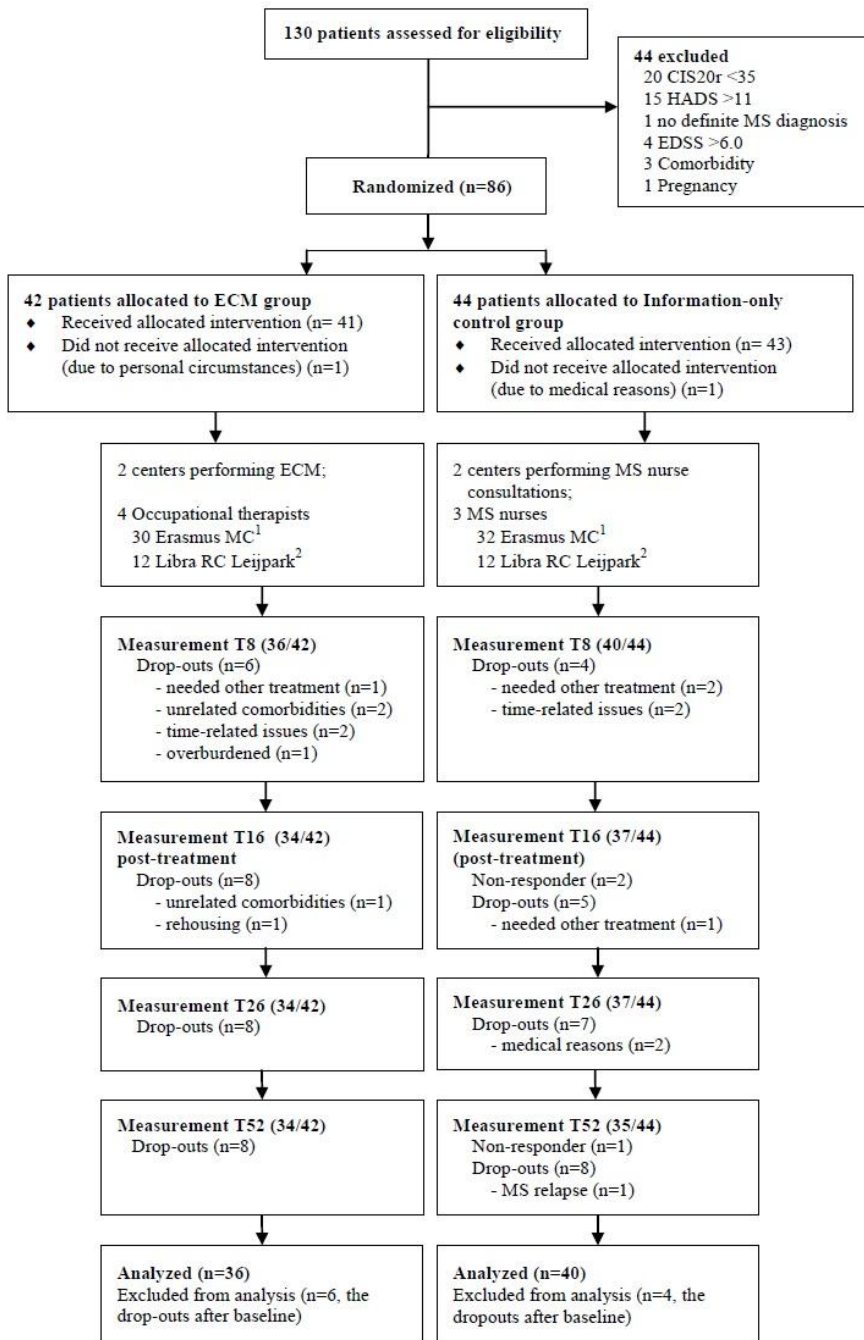 130 patients assessed for eligibility
44 excluded
20 CIS20r <35
15 HADS >11
1 no definite MS diagnosis
4 EDSS >6.0
3 Comorbidity
1 Pregnancy
Randomized (n=86)
42 patients allocated to ECM group
♦ Received allocated intervention (n= 41)
♦ Did not receive allocated intervention
(due to personal circumstances) (n=1)
44 patients allocated to Information-only
control group
♦ Received allocated intervention (n= 43)
♦ Did not receive allocated intervention
(due to medical reasons) (n=1)
2 centers performing ECM;
4 Occupational therapists
30 Erasmus MC1
12 Libra RC Leijpark2
2 centers performing MS nurse
consultations;
3 MS nurses
32 Erasmus MC1
12 Libra RC Leijpark2
Measurement T8 (36/42)
Drop-outs (n=6)
- needed other treatment (n=1)
- unrelated comorbidities (n=2)
- time-related issues (n=2)
- overburdened (n=1)
Measurement T8 (40/44)
Drop-outs (n=4)
- needed other treatment (n=2)
- time-related issues (n=2)
Measurement T16 (34/42)
post-treatment
Drop-outs (n=8)
- unrelated comorbidities (n=1)
- rehousing (n=1)
Measurement T16 (37/44)
(post-treatment)
Non-responder (n=2)
Drop-outs (n=5)
- needed other treatment (n=1)
Measurement T26 (34/42)
Drop-outs (n=8)
Measurement T26 (37/44)
Drop-outs (n=7)
- medical reasons (n=2)
Measurement T52 (34/42)
Drop-outs (n=8)
Measurement T52 (35/44)
Non-responder (n=1)
Drop-outs (n=8)
- MS relapse (n=1)
Analyzed (n=36)
Excluded from analysis (n=6, the
drop-outs after baseline)
Analyzed (n=40)
Excluded from analysis (n=4, the
dropouts after baseline)